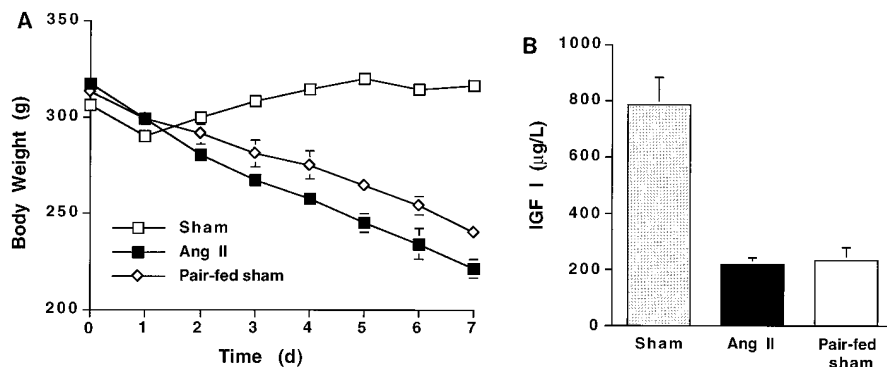 A
350
300
250
200
Body Weight (g)
Sham
Ang II
Pair-fed sham
0 1 2 3 4 5 6 7
Time (d)
B
1000
800
600
400
200
0
IGF I (µg/L)
Sham Ang II Pair-fed
sham